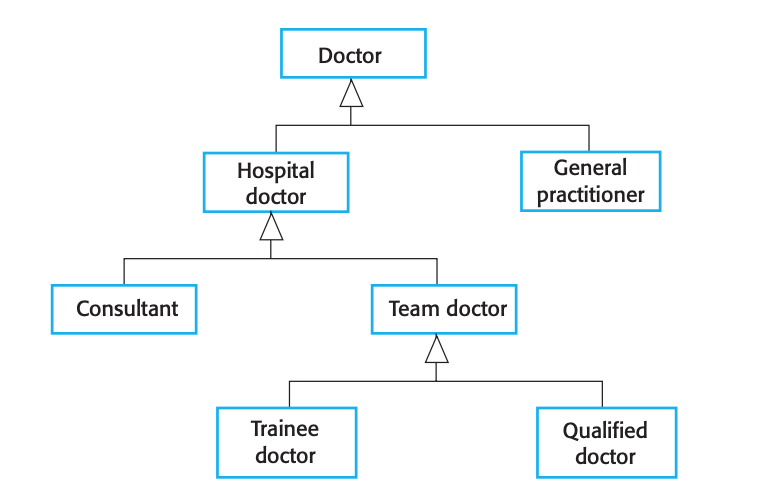 Doctor
Hospital
doctor
General
practitioner
Consultant
Team doctor
Trainee
doctor
Qualified
doctor